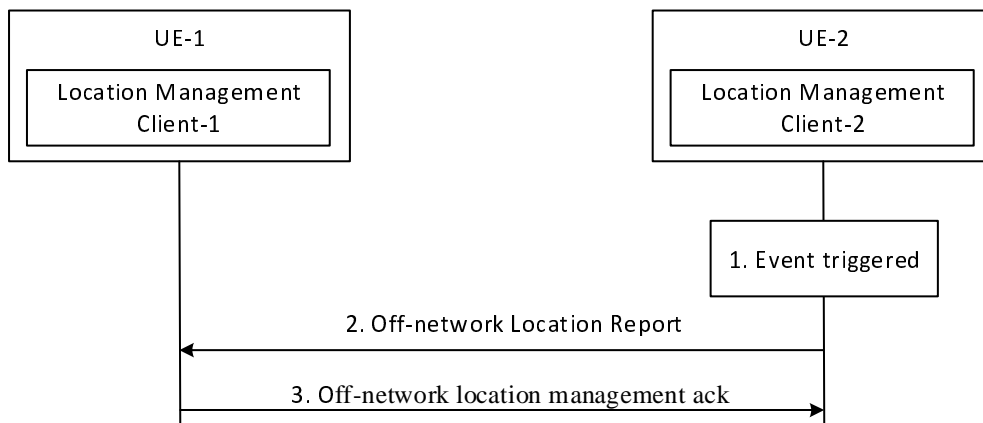 UE-1
UE-2
Location Management
Client-1
Location Management
Client-2
1. Event triggered
2. Off-network Location Report
3. Off-network location management ack